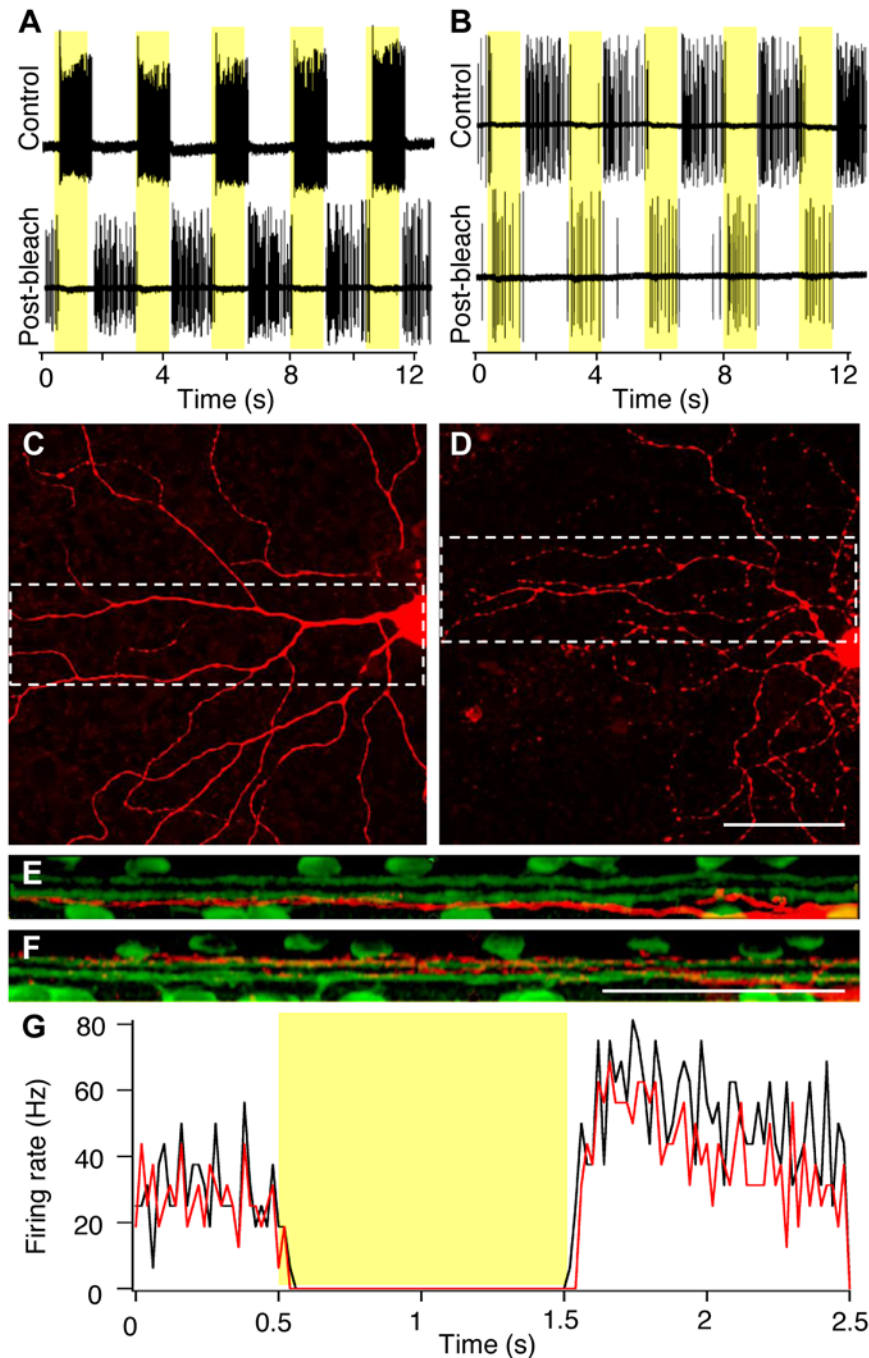 A
B
Control
Control
Post-bleach
Post-bleach
0 4 8 12
0 4 8 12
Time (s)
Time (s)
C
D
E
F
G
80
60
40
20
0
Firing rate (Hz)
0 0.5 1 1.5 2 2.5
Time (s)